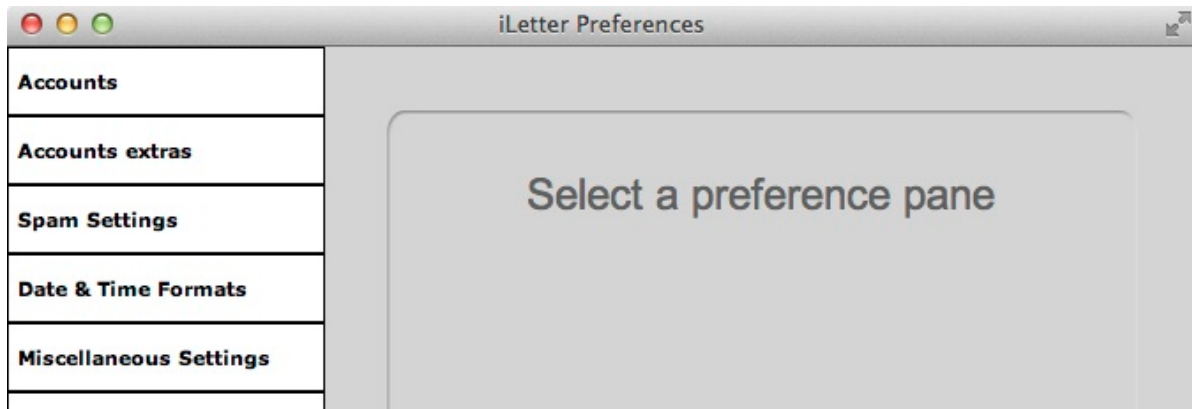 iLetter Preferences
Accounts
Accounts extras
Spam Settings
Date & Time Formats
Miscellaneous Settings
Select a preference pane